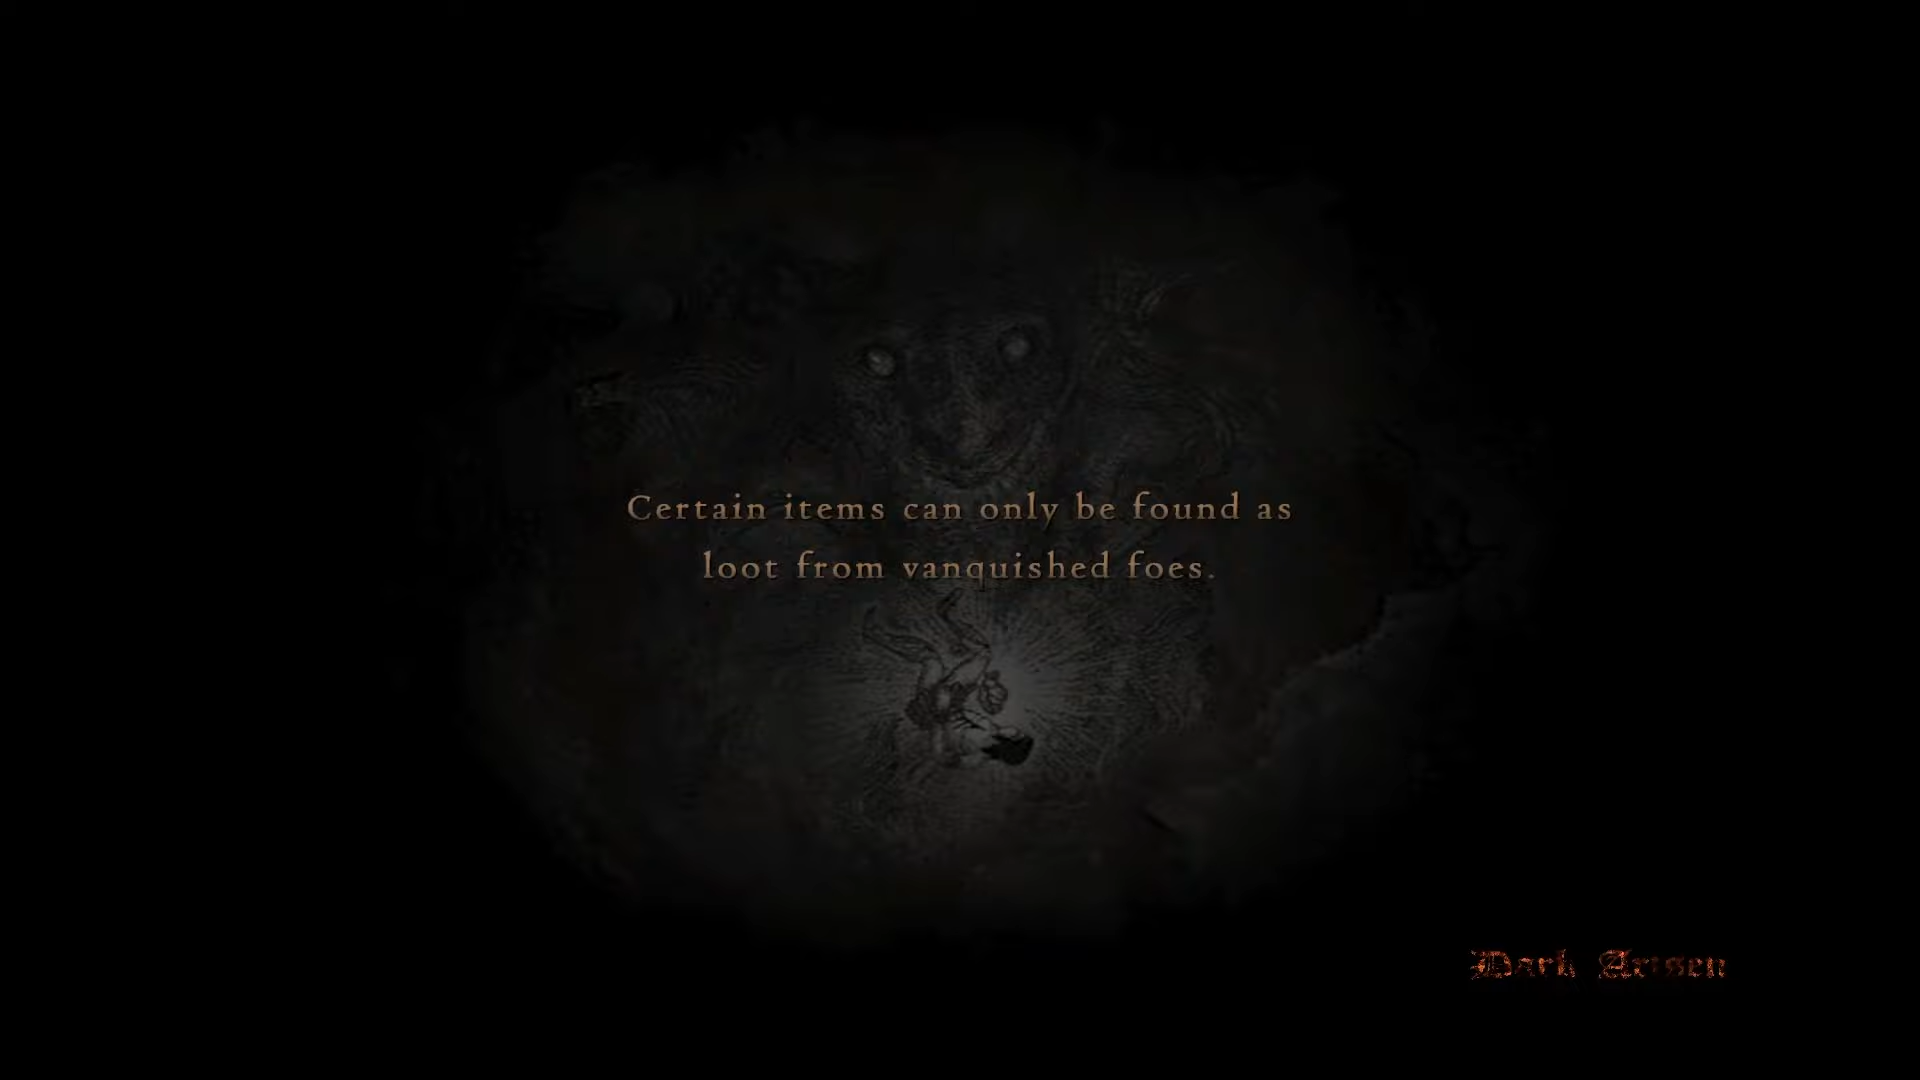 Certain items can only be found as
loot from vanquished foes.
Dark Arisen